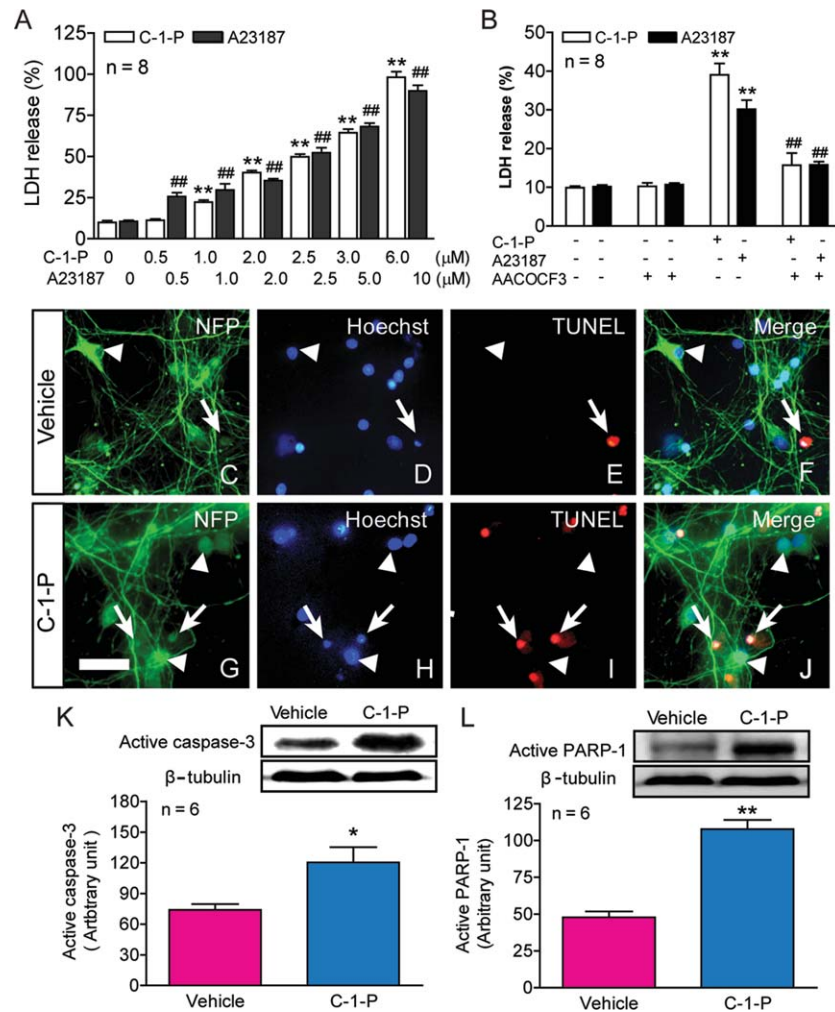 A
C-1-P A23187
n = 8
LDH release (%)
125
100
75
50
25
0
## ** ## ** ## ** ## ** ## ** ##
C-1-P 0 0.5 1.0 2.0 2.5 3.0 6.0 (μM)
A23187 0 0.5 1.0 2.0 2.5 5.0 10 (μM)
B
C-1-P A23187
n = 8
LDH release (%)
50
40
30
20
10
0
** ** ## ##
C-1-P - - - - + - + -
A23187 - - - - - + - +
AACOCF3 - - + + - - + +
Vehicle
NFP
C
Hoechst
D
TUNEL
E
Merge
F
C-1-P
NFP
G
Hoechst
H
TUNEL
I
Merge
J
K
Vehicle C-1-P
Active caspase-3
β-tubulin
n = 6
Active caspase-3
( Artbtrary unit)
180
150
120
90
60
30
0
*
Vehicle C-1-P
L
Vehicle C-1-P
Active PARP-1
β-tubulin
n = 6
Active PARP-1
(Arbitrary unit)
125
100
75
50
25
0
**
Vehicle C-1-P